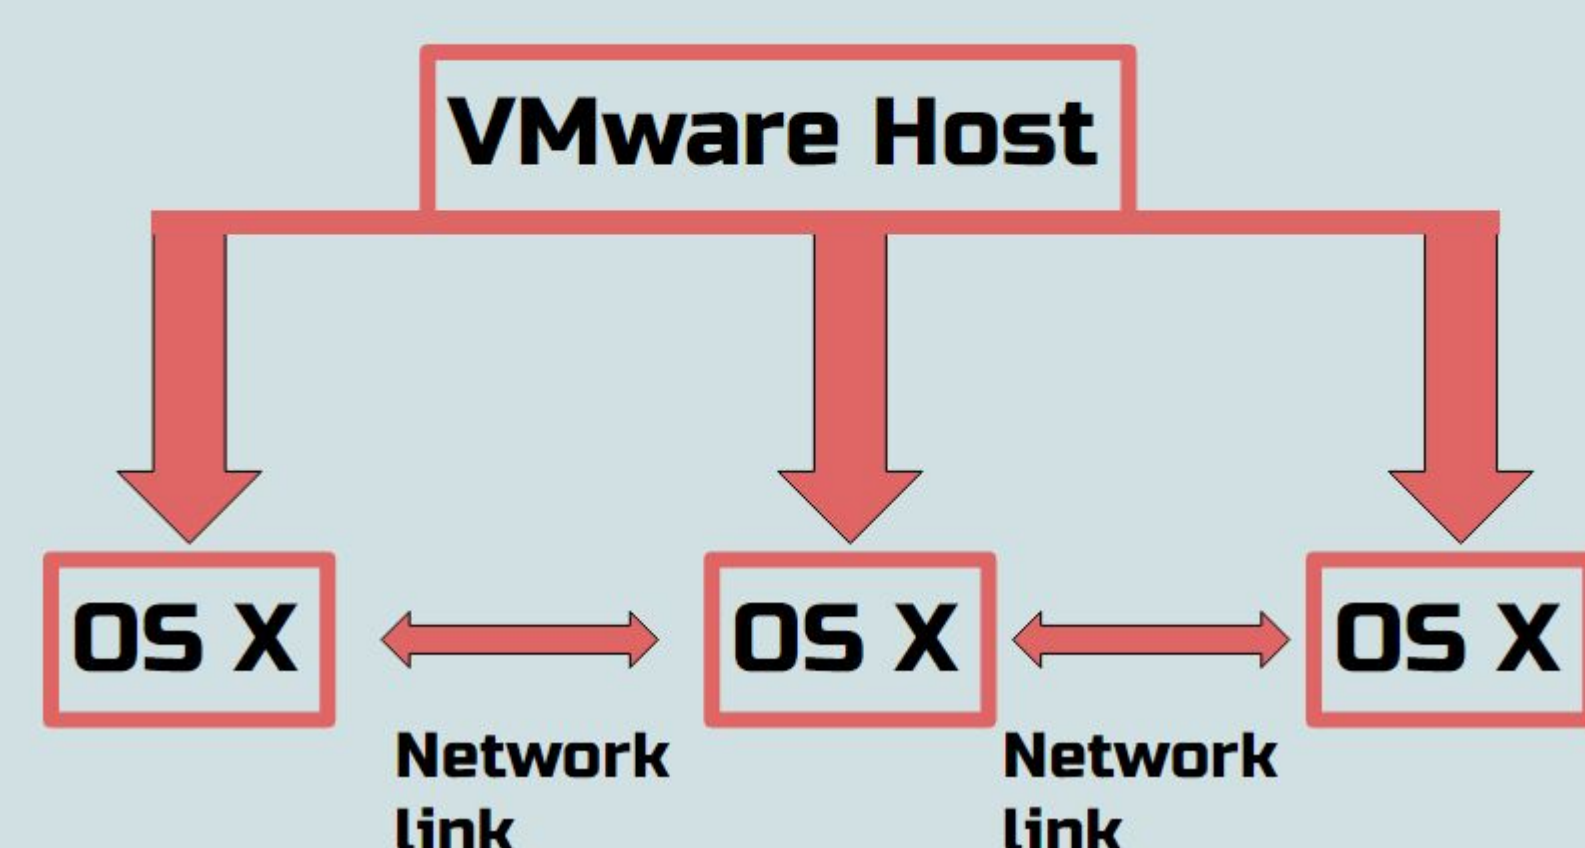 VMware Host
OS X
OS X
OS X
Network
link
Network
link